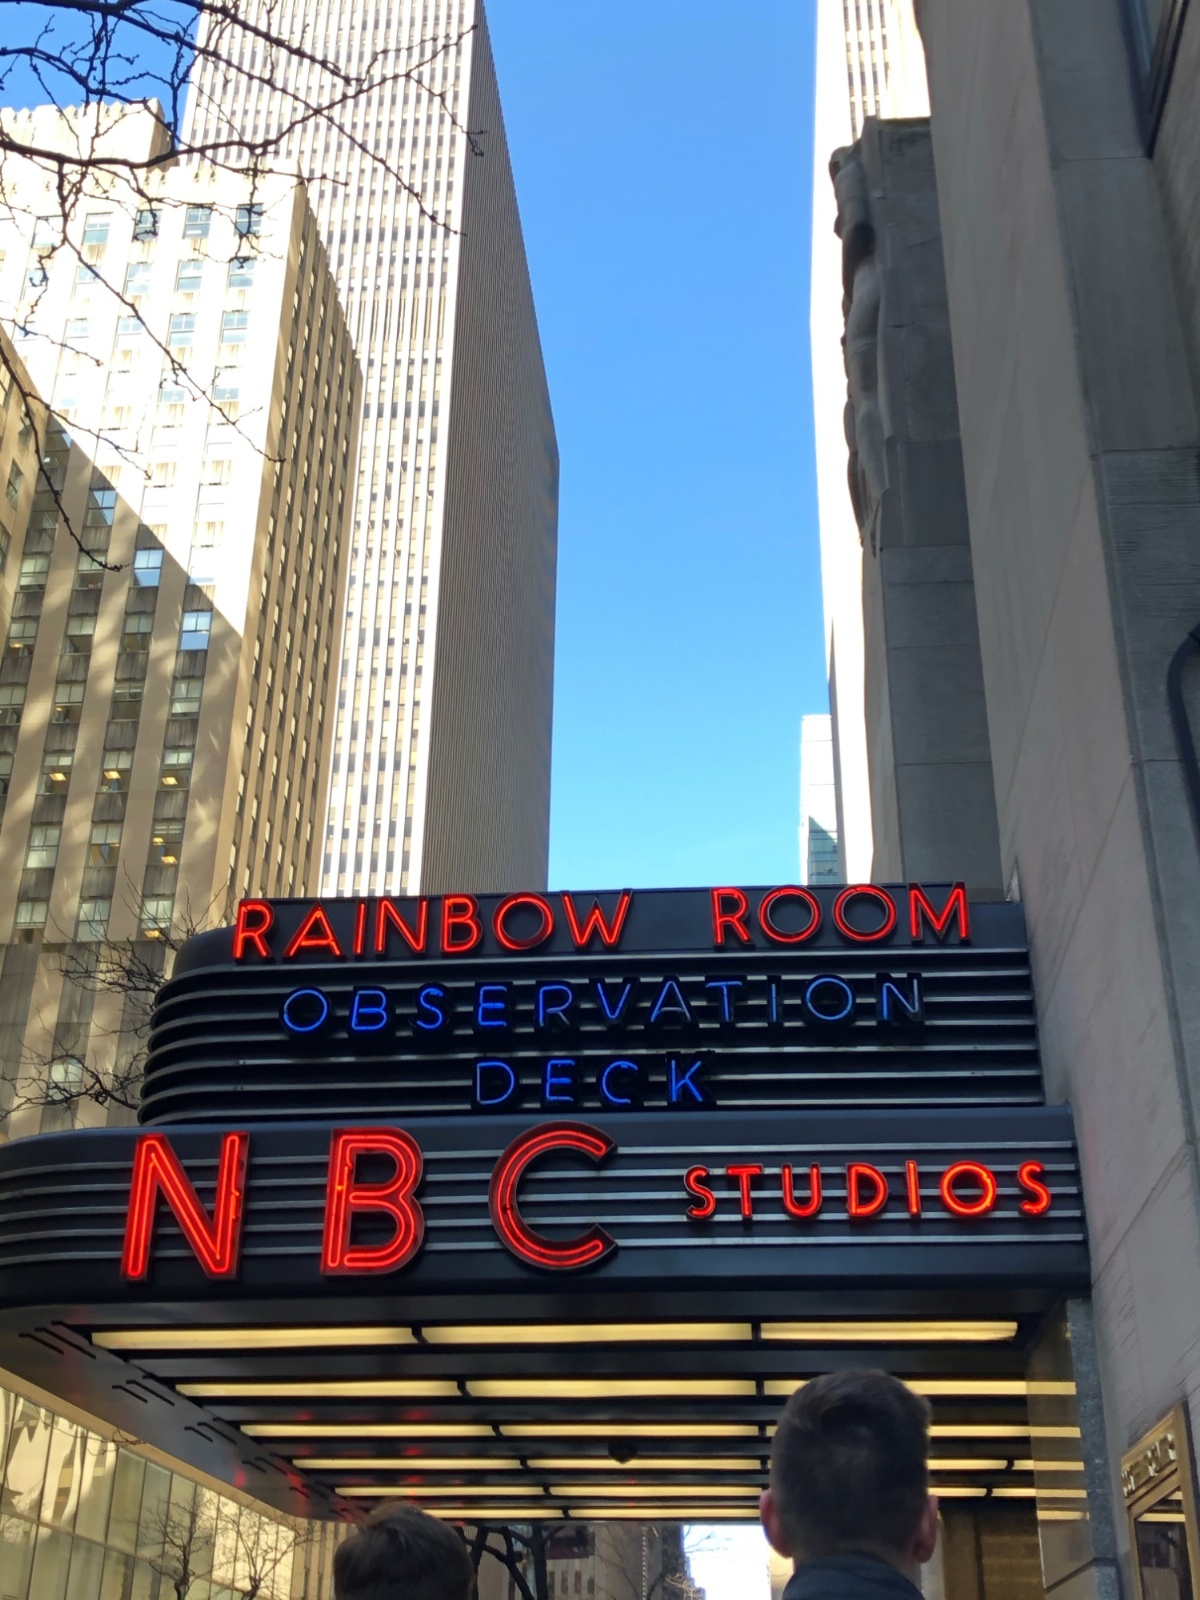 RAINBOW ROOM
OBSERVATION
DECK
NBC STUDIOS